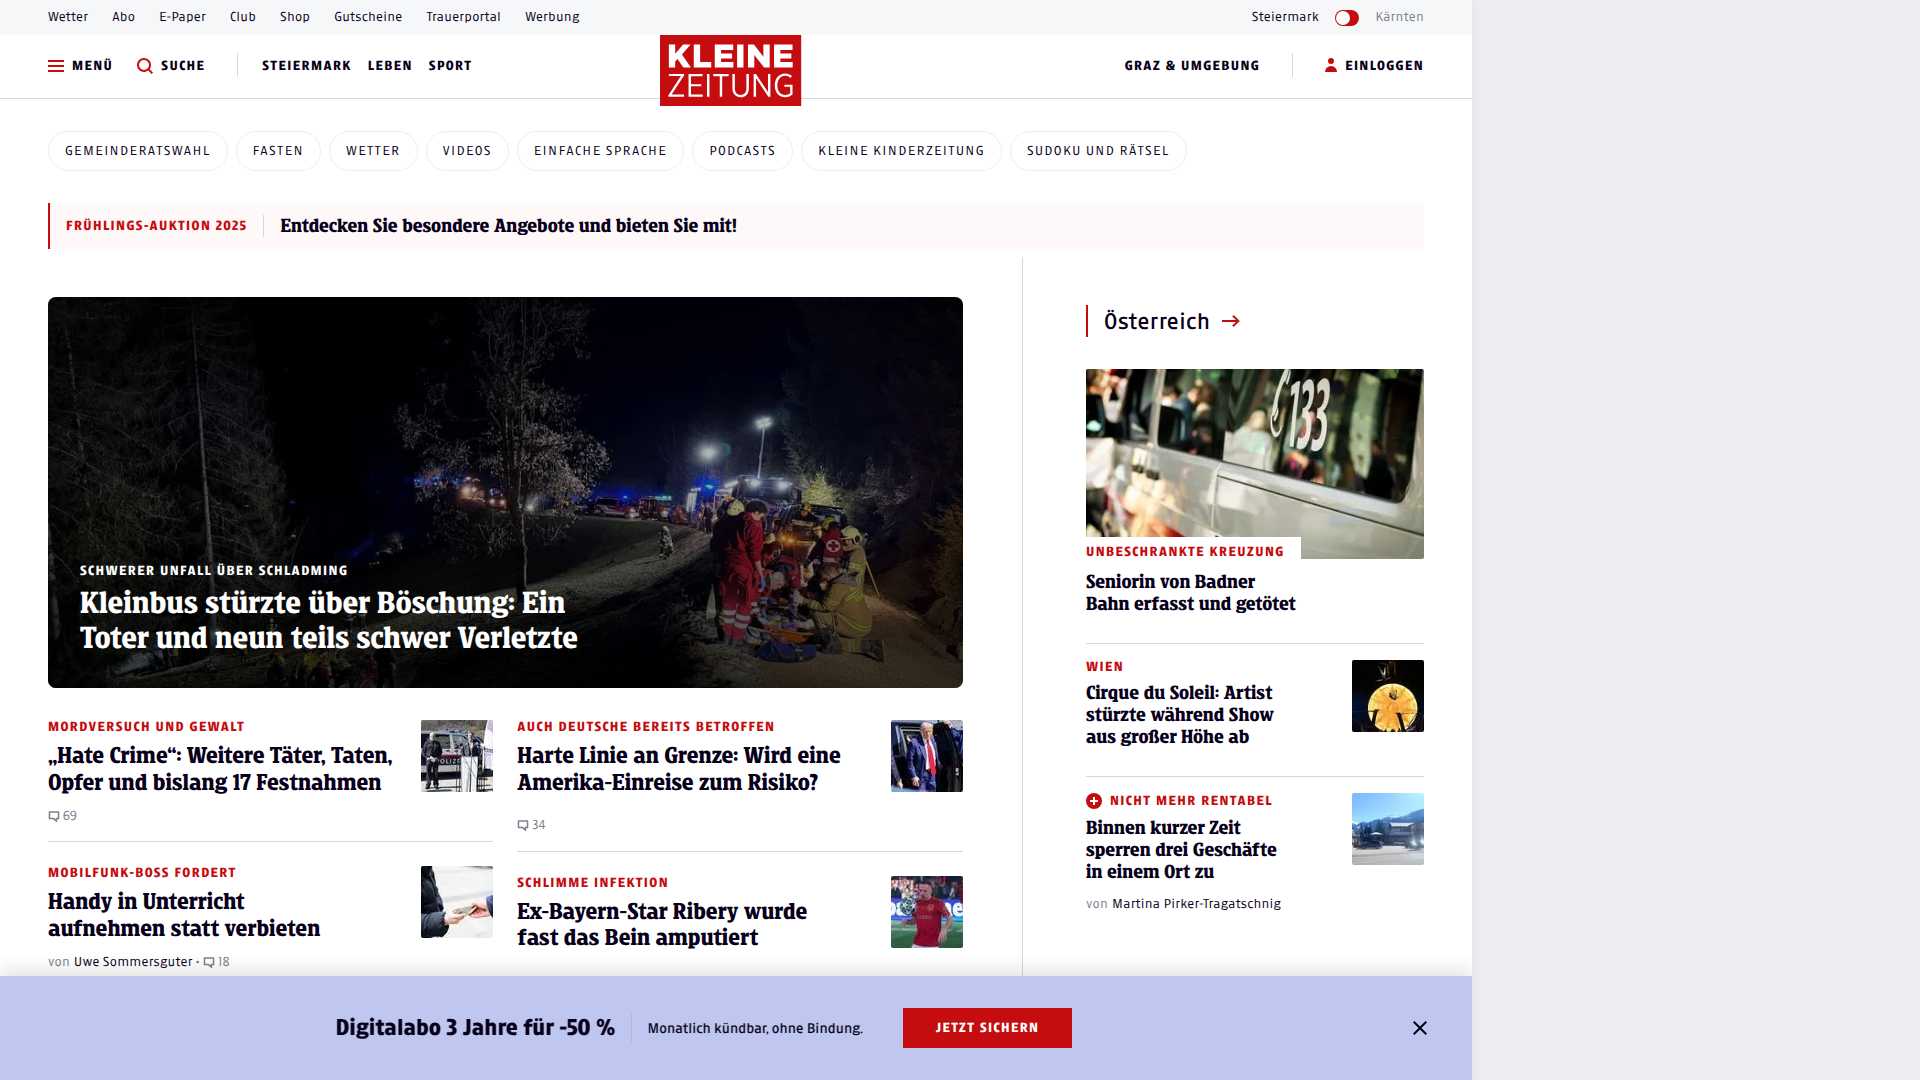 Wetter Abo E-Paper Club Shop Gutscheine Trauerportal Werbung Steiermark Kärnten
MENÜ SUCHE STEIERMARK LEBEN SPORT KLEINE ZEITUNG GRAZ & UMGEBUNG EINLOGGEN
GEMEINDERATSWAHL FASTEN WETTER VIDEOS EINFACHE SPRACHE PODCASTS KLEINE KINDERZEITUNG SUDOKU UND RÄTSEL
FRÜHLINGS-AUKTION 2025 Entdecken Sie besondere Angebote und bieten Sie mit!
SCHWERER UNFALL ÜBER SCHLADMING
Kleinbus stürzte über Böschung: Ein
Toter und neun teils schwer Verletzte
MORDVERSUCH UND GEWALT
„Hate Crime“: Weitere Täter, Taten,
Opfer und bislang 17 Festnahmen
69
MOBILFUNK-BOSS FORDERT
Handy in Unterricht
aufnehmen statt verbieten
von Uwe Sommersguter • 18
AUCH DEUTSCHE BEREITS BETROFFEN
Harte Linie an Grenze: Wird eine
Amerika-Einreise zum Risiko?
34
SCHLIMME INFEKTION
Ex-Bayern-Star Ribery wurde
fast das Bein amputiert
Österreich
133
UNBESCHRANKTE KREUZUNG
Seniorin von Badner
Bahn erfasst und getötet
WIEN
Cirque du Soleil: Artist
stürzte während Show
aus großer Höhe ab
NICHT MEHR RENTABEL
Binnen kurzer Zeit
sperren drei Geschäfte
in einem Ort zu
von Martina Pirker-Tragatschnig
Digitalabo 3 Jahre für -50 % Monatlich kündbar, ohne Bindung. JETZT SICHERN